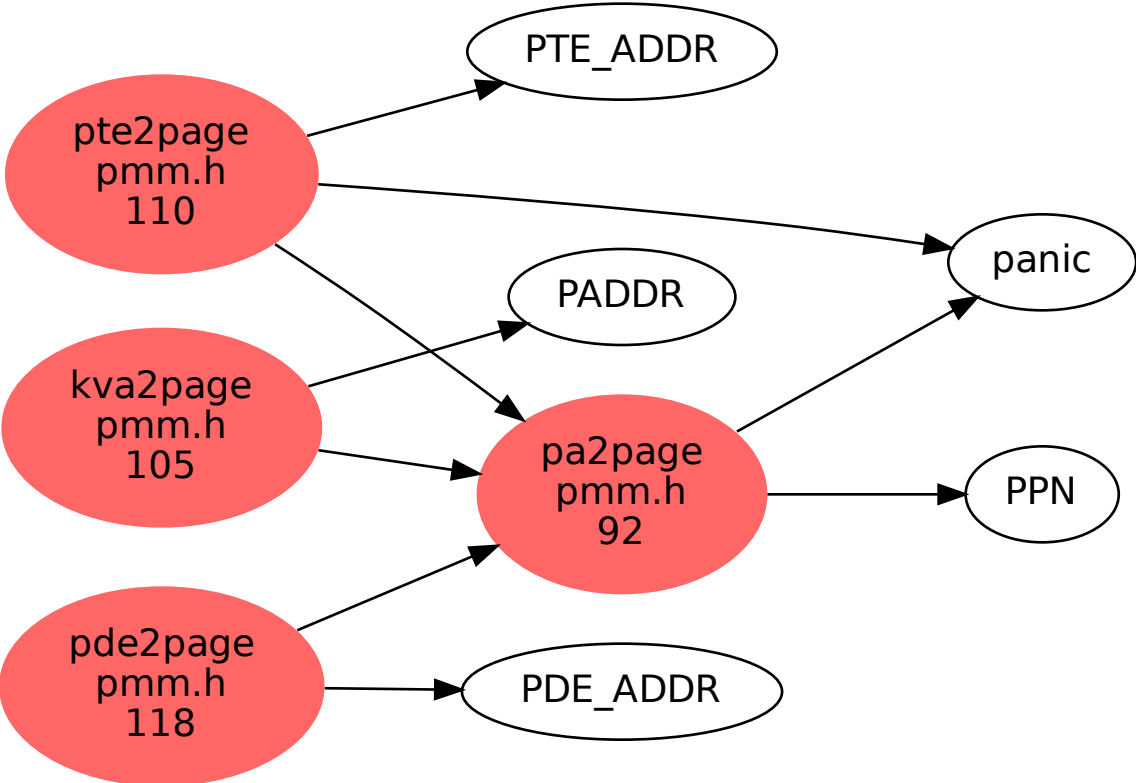 PTE_ADDR
pte2page
pmm.h
110
panic
PADDR
kva2page
pmm.h
105
pa2page
pmm.h
92
PPN
pde2page
pmm.h
118
PDE_ADDR